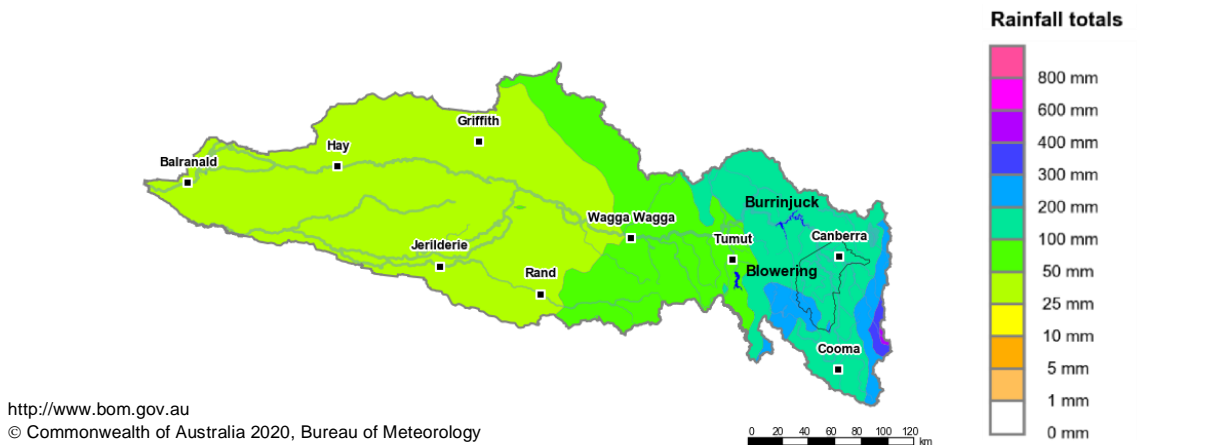 Rainfall totals
800 mm
600 mm
400 mm
300 mm
200 mm
100 mm
50 mm
25 mm
10 mm
5 mm
1 mm
0 mm
Griffith
Hay
Balranald
Burrinjuck
Wagga Wagga
Tumut
Canberra
Jerilderie
Blowering
Rand
Cooma
http://www.bom.gov.au
© Commonwealth of Australia 2020, Bureau of Meteorology
0 20 40 60 80 100 120
km